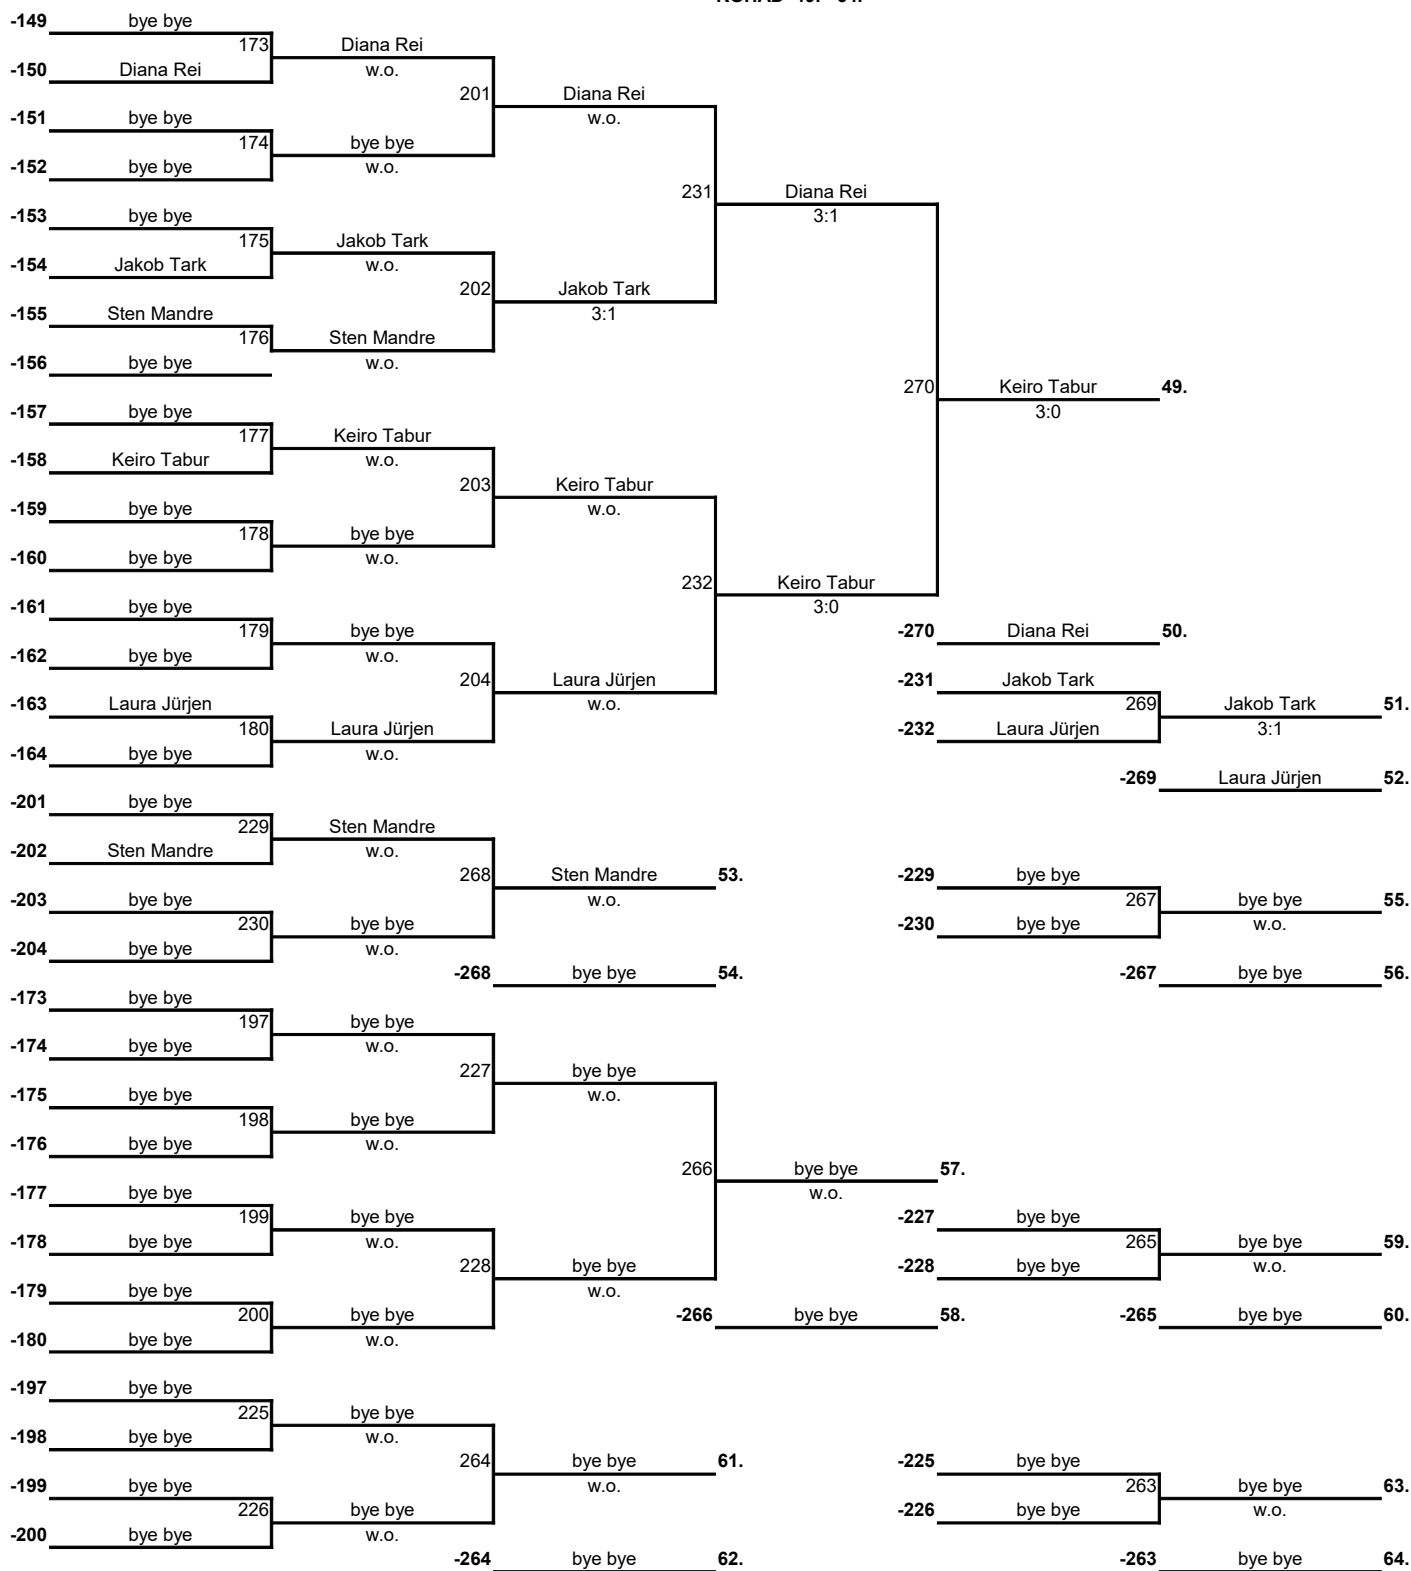 -149 bye bye
173 Diana Rei
-150 Diana Rei w.o.
201 Diana Rei
-151 bye bye w.o.
174 bye bye
-152 bye bye w.o.
231 Diana Rei
-153 bye bye 3:1
175 Jakob Tark
-154 Jakob Tark w.o.
202 Jakob Tark
-155 Sten Mandre 3:1
176 Sten Mandre
-156 bye bye w.o.
270 Keiro Tabur 49.
-157 bye bye 3:0
177 Keiro Tabur
-158 Keiro Tabur w.o.
203 Keiro Tabur
-159 bye bye w.o.
178 bye bye
-160 bye bye w.o.
232 Keiro Tabur
-161 bye bye 3:0
179 bye bye -270 Diana Rei 50.
-162 bye bye w.o.
204 Laura Jürjen -231 Jakob Tark
-163 Laura Jürjen w.o. 269 Jakob Tark 51.
180 Laura Jürjen -232 Laura Jürjen 3:1
-164 bye bye w.o.
-269 Laura Jürjen 52.
-201 bye bye
229 Sten Mandre
-202 Sten Mandre w.o.
268 Sten Mandre 53. -229 bye bye
-203 bye bye w.o. 267 bye bye 55.
230 bye bye -230 bye bye w.o.
-204 bye bye w.o.
-268 bye bye 54. -267 bye bye 56.
-173 bye bye
197 bye bye
-174 bye bye w.o.
227 bye bye
-175 bye bye w.o.
198 bye bye
-176 bye bye w.o.
266 bye bye 57.
-177 bye bye w.o.
199 bye bye -227 bye bye
-178 bye bye w.o. 265 bye bye 59.
228 bye bye -228 bye bye w.o.
-179 bye bye w.o.
200 bye bye -266 bye bye 58. -265 bye bye 60.
-180 bye bye w.o.
-197 bye bye
225 bye bye
-198 bye bye w.o.
264 bye bye 61. -225 bye bye
-199 bye bye w.o. 263 bye bye 63.
226 bye bye -226 bye bye w.o.
-200 bye bye w.o.
-264 bye bye 62. -263 bye bye 64.